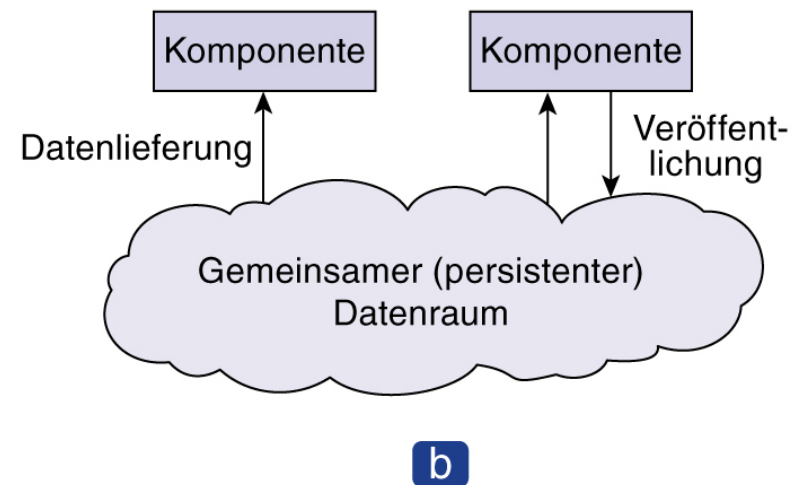 Komponente
Komponente
Datenlieferung
Veröffent-
lichung
Gemeinsamer (persistenter)
Datenraum
b